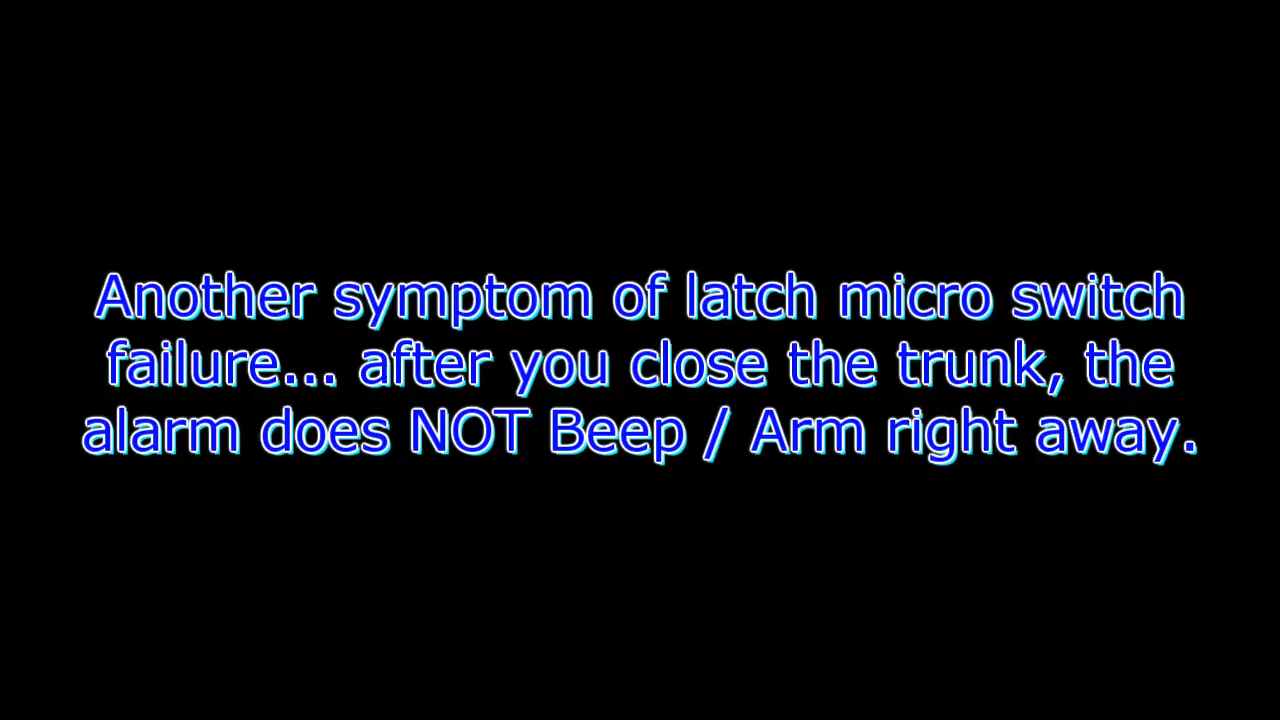 Another symptom of latch micro switch
failure... after you close the trunk, the
alarm does NOT Beep / Arm right away.